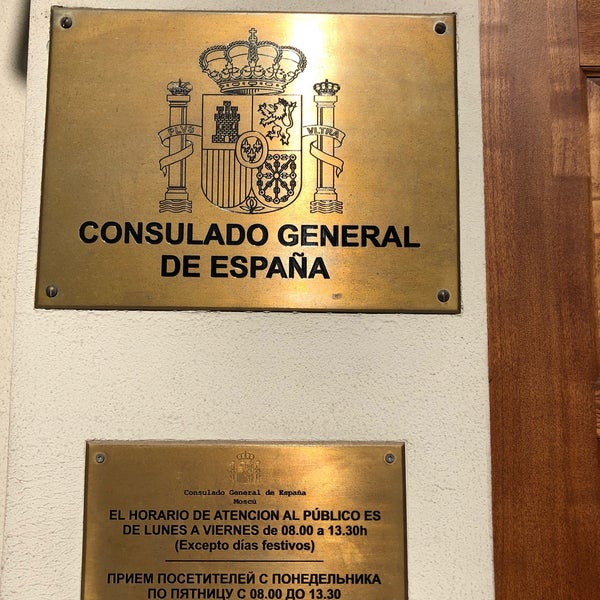 PLVS VLTRA
CONSULADO GENERAL
DE ESPAÑA
Consulado General de España
Moscú
EL HORARIO DE ATENCION AL PÚBLICO ES
DE LUNES A VIERNES de 08.00 a 13.30h
(Excepto días festivos)
ПРИЕМ ПОСЕТИТЕЛЕЙ С ПОНЕДЕЛЬНИКА
ПО ПЯТНИЦУ С 08.00 ДО 13.30